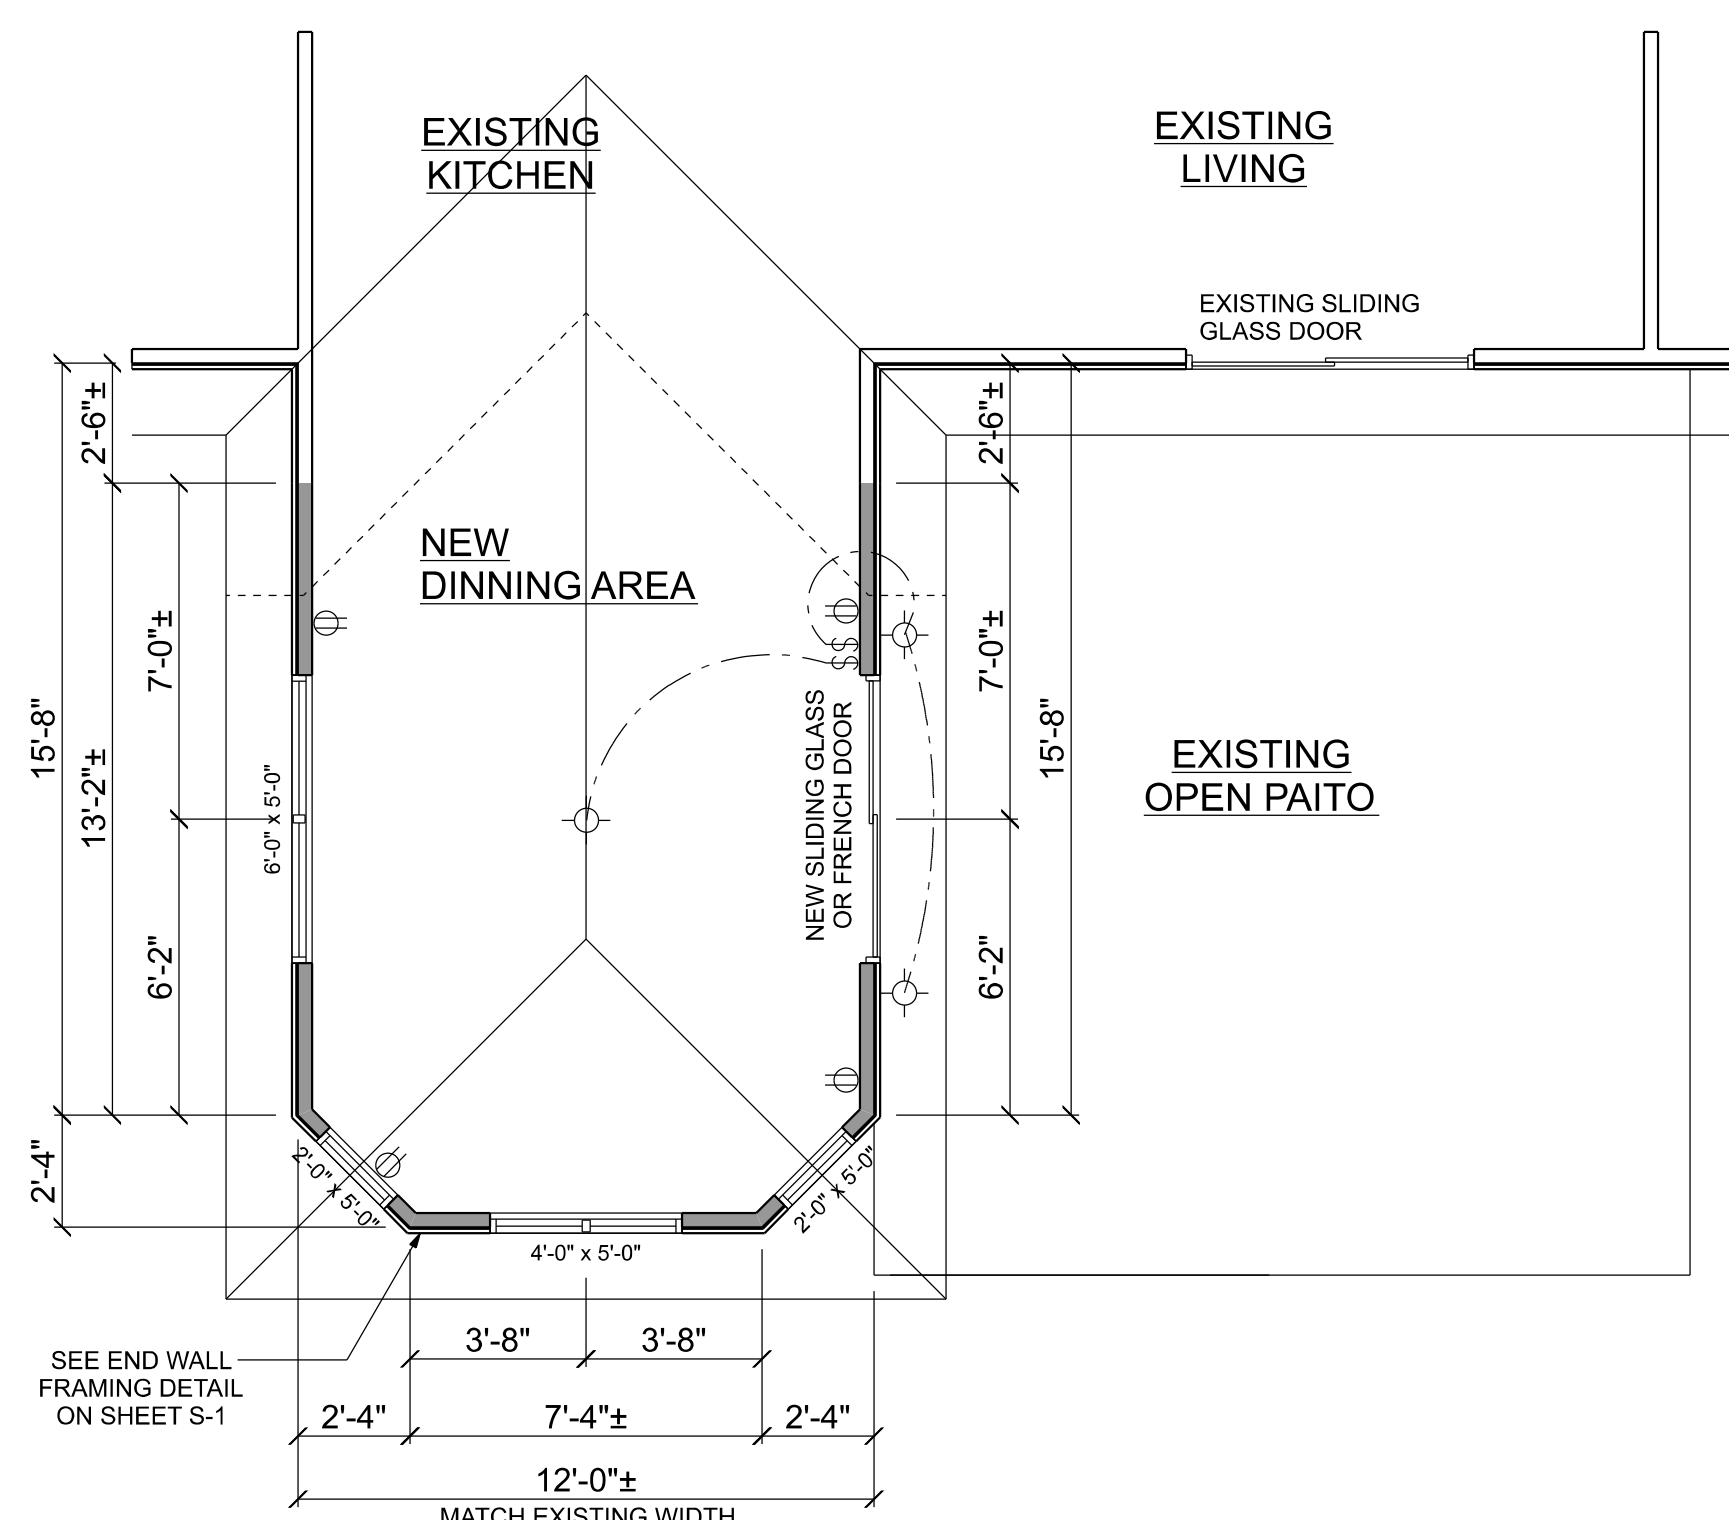 EXISTING
KITCHEN
EXISTING
LIVING
EXISTING SLIDING
GLASS DOOR
2'-6"±
2'-6"±
NEW
DINNING AREA
7'-0"±
7'-0"±
SS
15'-8"
13'-2"±
6'-0" x 5'-0"
NEW SLIDING GLASS
OR FRENCH DOOR
15'-8"
EXISTING
OPEN PAITO
6'-2"
6'-2"
2'-4"
2'-0" x 5'-0"
2'-0" x 5'-0"
4'-0" x 5'-0"
3'-8"
3'-8"
SEE END WALL
FRAMING DETAIL
ON SHEET S-1
2'-4"
7'-4"±
2'-4"
12'-0"±
MATCH EXISTING WIDTH